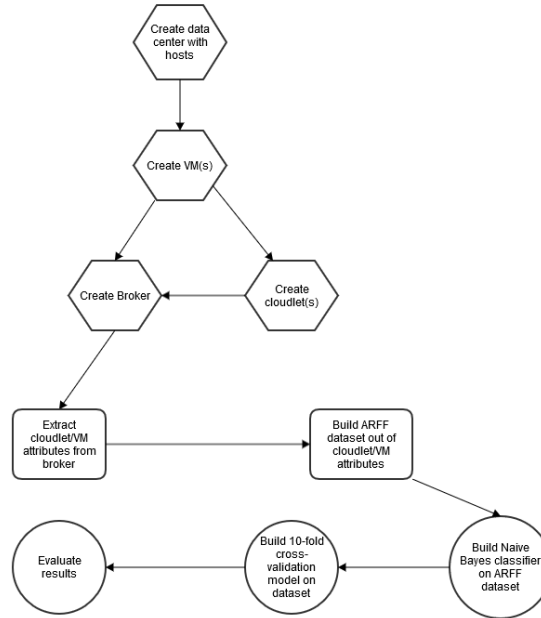 Create data
center with
hosts
Create VM(s)
Create Broker
Create
cloudlet(s)
Extract
cloudlet/VM
attributes from
broker
Build ARFF
dataset out of
cloudlet/VM
attributes
Evaluate
results
Build 10-fold
cross-
validation
model on
dataset
Build Naive
Bayes classifier
on ARFF
dataset